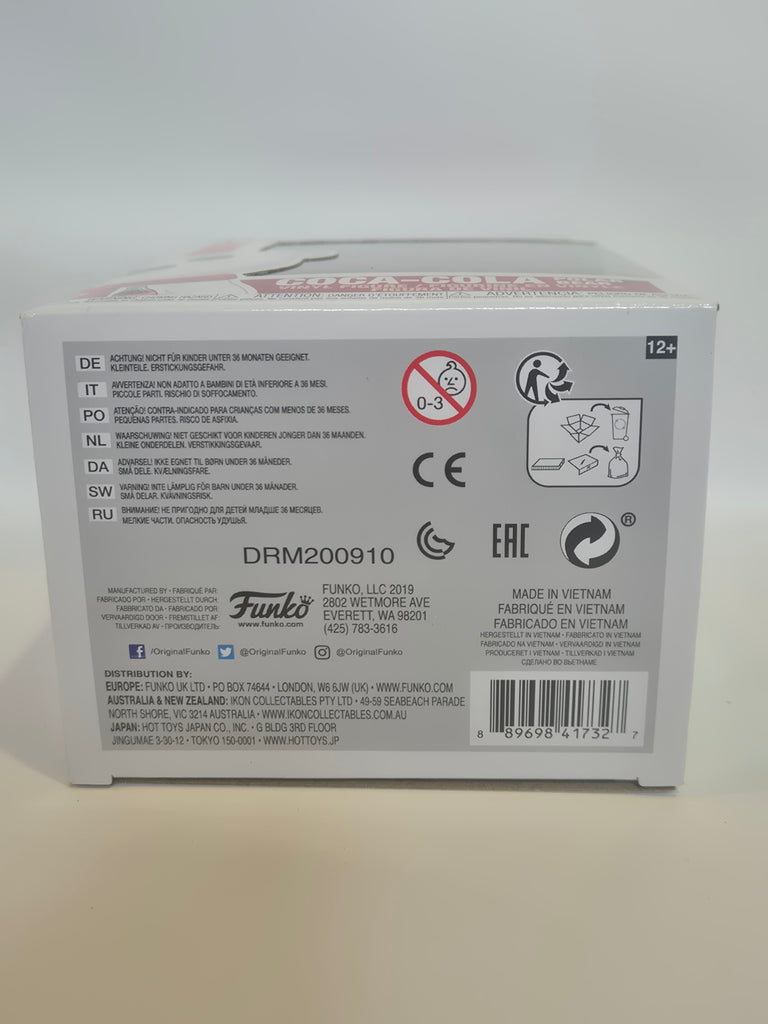 COCA-COLA POLAR
VINYL FIGURE
FIGURA DE VINILO
ATTENTION: DANGER D'ÉTOUFFEMENT
ADVERTENCIA:
12+
DE ACHTUNG! NICHT FÜR KINDER UNTER 36 MONATEN GEEIGNET.
KLEINTEILE. ERSTICKUNGSGEFAHR.
IT AVVERTENZA! NON ADATTO A BAMBINI DI ETÀ INFERIORE A 36 MESI.
PICCOLE PARTI. RISCHIO DI SOFFOCAMENTO.
PO ATENÇÃO! CONTRA-INDICADO PARA CRIANÇAS COM MENOS DE 36 MESES.
PEQUENAS PARTES. RISCO DE ASFIXIA.
NL WAARSCHUWING! NIET GESCHIKT VOOR KINDEREN JONGER DAN 36 MAANDEN.
KLEINE ONDERDELEN. VERSTIKKINGSGEVAAR.
DA ADVARSEL! IKKE EGNET TIL BØRN UNDER 36 MÅNEDER.
SMÅ DELE. KVÆLNINGSFARE.
SW VARNING! INTE LÄMPLIG FÖR BARN UNDER 36 MÅNADER.
SMÅ DELAR. KVÄVNINGSRISK.
RU ВНИМАНИЕ! НЕ ПРИГОДНО ДЛЯ ДЕТЕЙ МЛАДШЕ 36 МЕСЯЦЕВ.
МЕЛКИЕ ЧАСТИ. ОПАСНОСТЬ УДУШЬЯ.
0-3
CE
EAC
®
DRM200910
MANUFACTURED BY • FABRIQUÉ PAR
FABRICADO POR • HERGESTELLT DURCH
FABBRICATO DA • FABRICADO POR
VERVAARDIGD DOOR • FREMSTILLET AF
TILLVERKAD AV • ПРОИЗВОДИТЕЛЬ:
Funko
www.funko.com
FUNKO, LLC 2019
2802 WETMORE AVE
EVERETT, WA 98201
(425) 783-3616
f /OriginalFunko @OriginalFunko @OriginalFunko
MADE IN VIETNAM
FABRIQUÉ EN VIETNAM
FABRICADO EN VIETNAM
HERGESTELLT IN VIETNAM • FABBRICATO IN VIETNAM
FABRICADO NA VIETNAM • VERVAARDIGD IN VIETNAM
PRODUCERET I VIETNAM • TILLVERKAD I VIETNAM
СДЕЛАНО ВО ВЬЕТНАМЕ
DISTRIBUTION BY:
EUROPE: FUNKO UK LTD • PO BOX 74644 • LONDON, W6 6JW (UK) • WWW.FUNKO.COM
AUSTRALIA & NEW ZEALAND: IKON COLLECTABLES PTY LTD • 49-59 SEABEACH PARADE
NORTH SHORE, VIC 3214 AUSTRALIA • WWW.IKONCOLLECTABLES.COM.AU
JAPAN: HOT TOYS JAPAN CO., INC. • G BLDG 3RD FLOOR
JINGUMAE 3-30-12 • TOKYO 150-0001 • WWW.HOTTOYS.JP
8 89698 41732 7